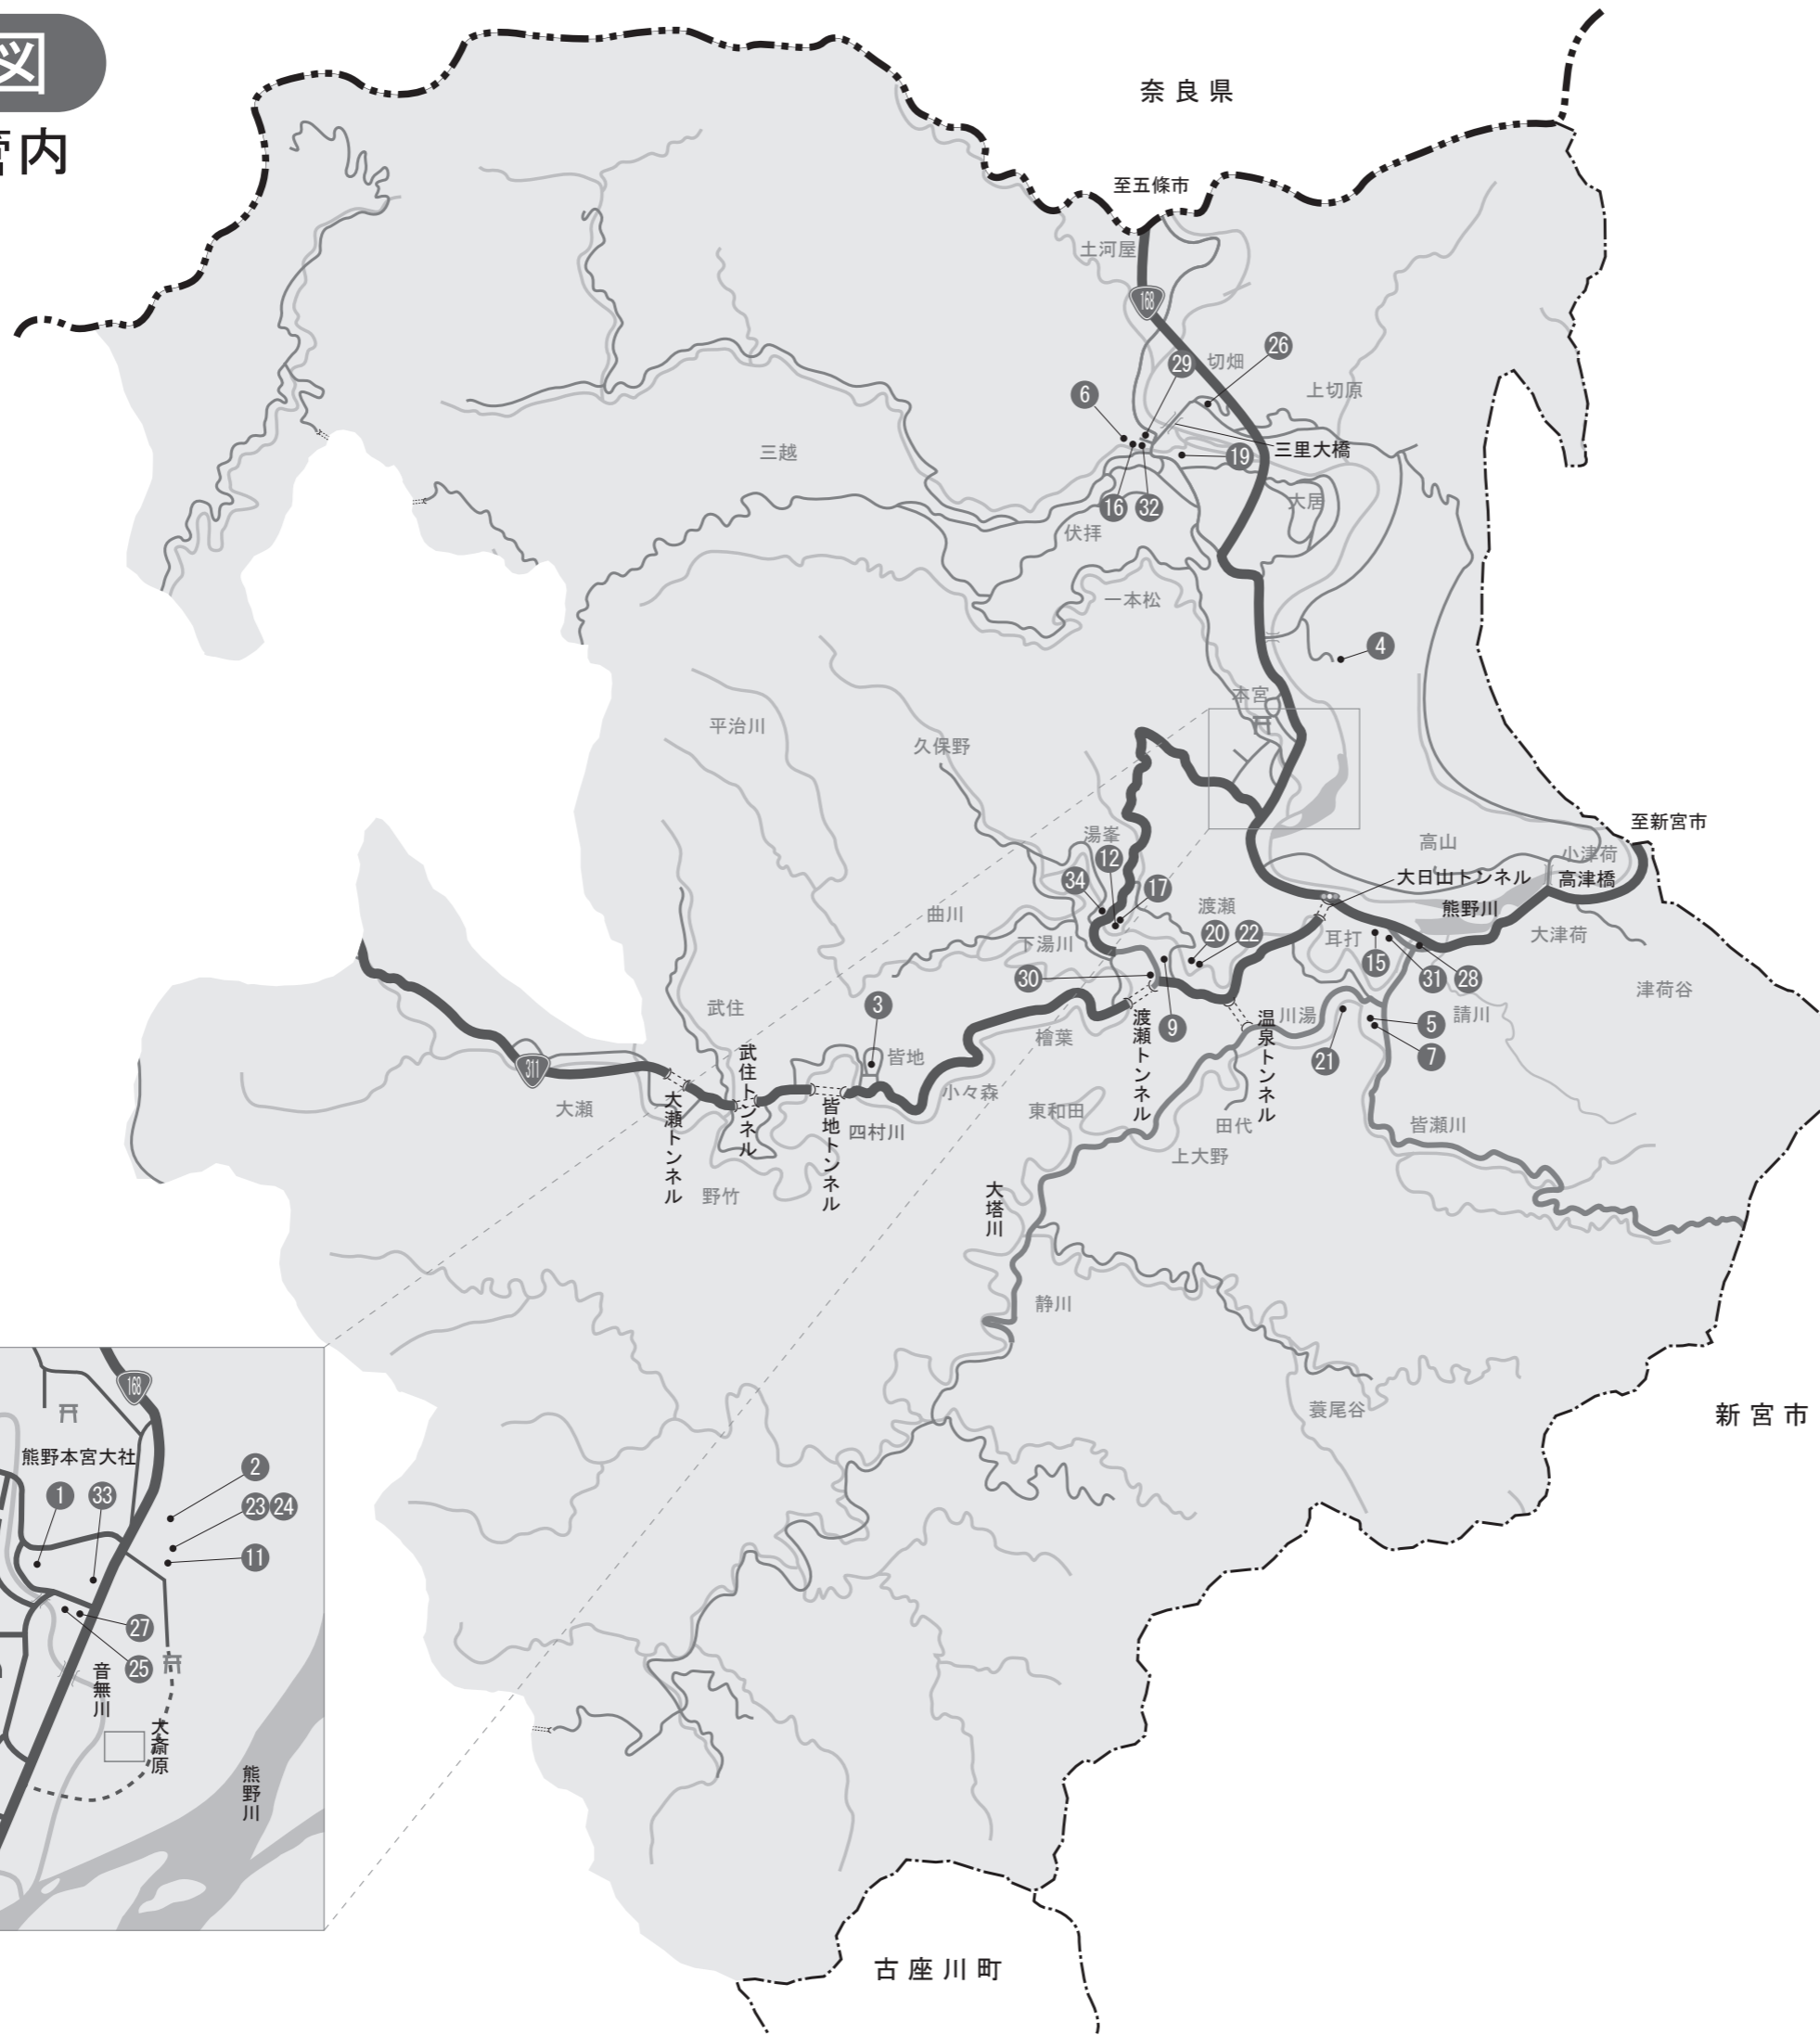 図
管内
奈良県
至五條市
土河屋
168
切畑
26
29
6
上切原
三里大橋
三越
19
16
32
大居
伏拝
一本松
4
本宮
平治川
久保野
至新宮市
湯峯
高山
小津荷
12
大日山トンネル
高津橋
34
17
曲川
渡瀬
熊野川
20
22
下湯川
耳打
大津荷
15
30
31
28
津荷谷
3
武住
川湯
請川
5
9
檜葉
7
渡瀬トンネル
温泉トンネル
21
皆地
311
武住トンネル
小々森
大瀬
大瀬トンネル
皆地トンネル
四村川
東和田
田代
皆瀬川
上大野
野竹
大塔川
静川
蓑尾谷
新宮市
168
熊野本宮大社
2
1
33
23
24
11
27
25
音無川
大斎原
熊野川
古座川町